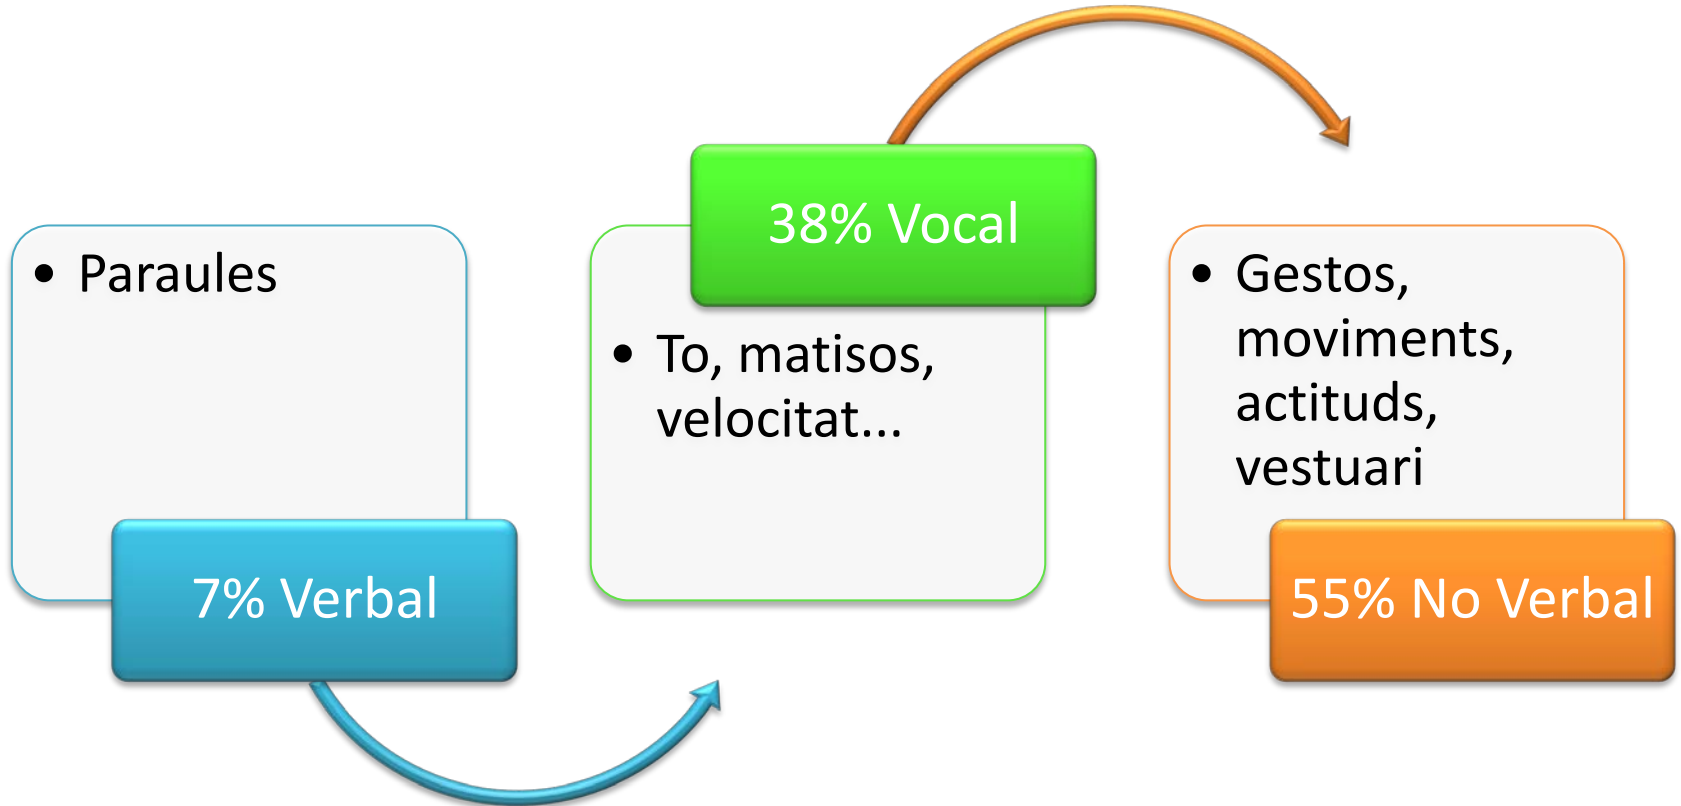 • Paraules
7% Verbal
38% Vocal
• To, matisos,
velocitat...
• Gestos,
moviments,
actituds,
vestuari
55% No Verbal